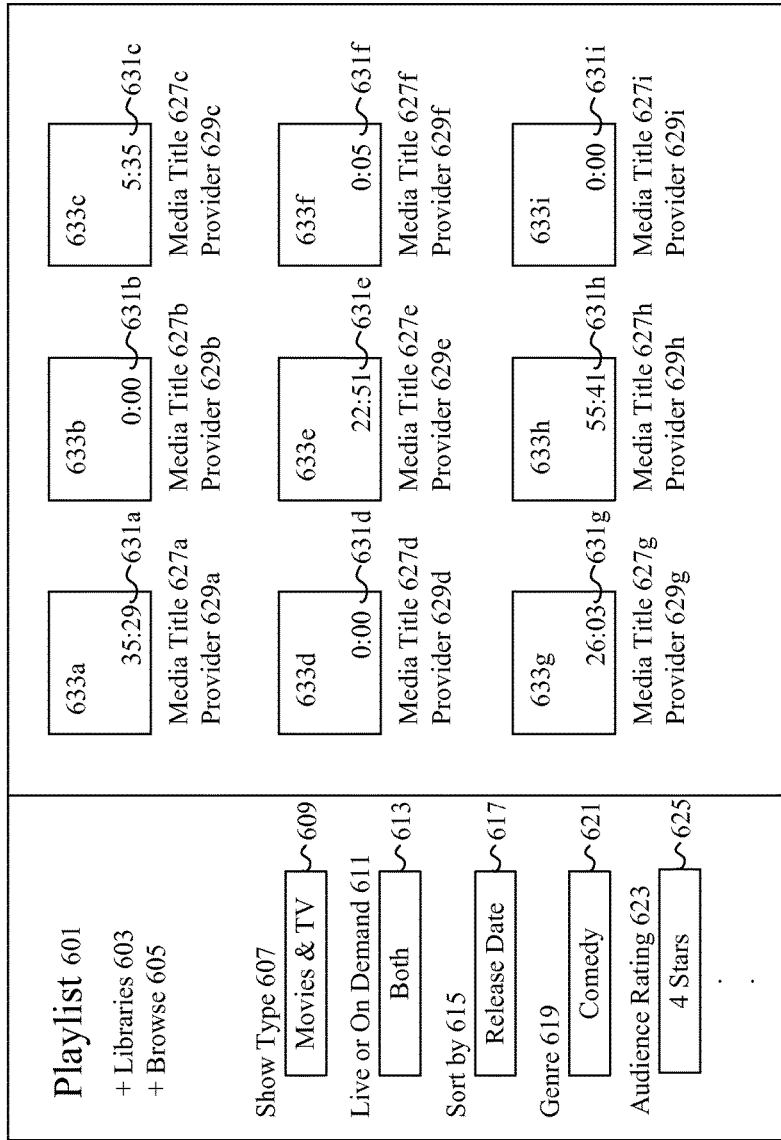 Playlist 601
+ Libraries 603
+ Browse 605
Show Type 607
Movies & TV 609
Live or On Demand 611
Both 613
Sort by 615
Release Date 617
Genre 619
Comedy 621
Audience Rating 623
4 Stars 625
633a 633b 633c
35:29 631a 0:00 631b 5:35 631c
Media Title 627a Media Title 627b Media Title 627c
Provider 629a Provider 629b Provider 629c
633d 633e 633f
0:00 631d 22:51 631e 0:05 631f
Media Title 627d Media Title 627e Media Title 627f
Provider 629d Provider 629e Provider 629f
633g 633h 633i
26:03 631g 55:41 631h 0:00 631i
Media Title 627g Media Title 627h Media Title 627i
Provider 629g Provider 629h Provider 629i